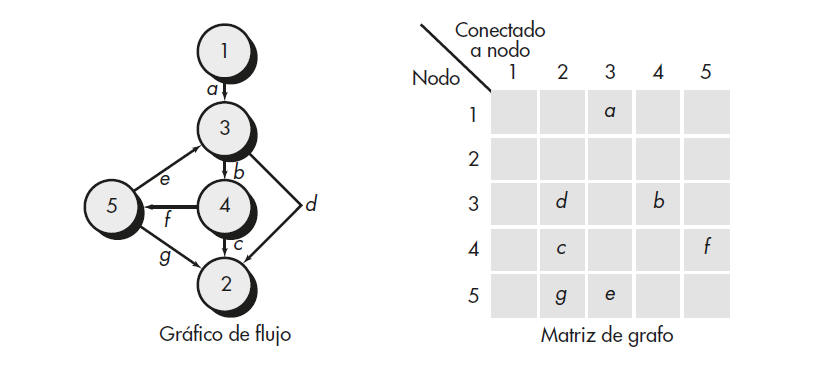 1
a
3
e
b
5
f
4
d
g
c
2
Gráfico de flujo
Conectado
a nodo
Nodo
1 2 3 4 5
1 a
2
3 d b
4 c f
5 g e
Matriz de grafo